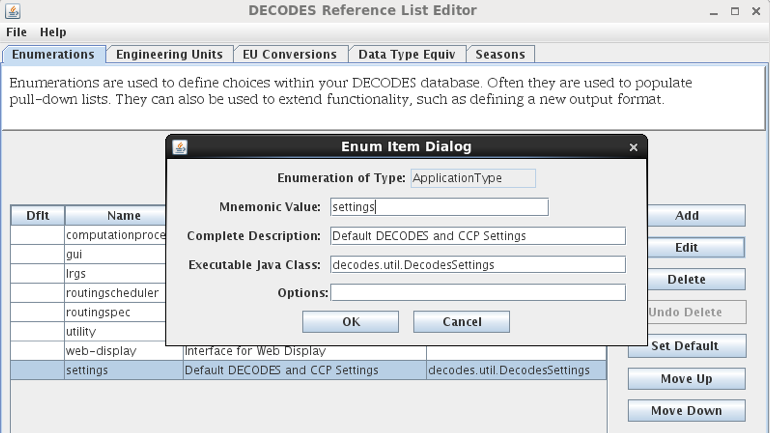 DECODES Reference List Editor
File Help
Enumerations Engineering Units EU Conversions Data Type Equiv Seasons
Enumerations are used to define choices within your DECODES database. Often they are used to populate
pull-down lists. They can also be used to extend functionality, such as defining a new output format.
Enum Item Dialog
Enumeration of Type: ApplicationType
Mnemonic Value: settings
Complete Description: Default DECODES and CCP Settings
Executable Java Class: decodes.util.DecodesSettings
Options:
OK Cancel
Dflt Name
computationproce
gui
lrgs
routingscheduler
routingspec
utility
web-display Interface for Web Display
settings Default DECODES and CCP Settings decodes.util.DecodesSettings
Add
Edit
Delete
Undo Delete
Set Default
Move Up
Move Down